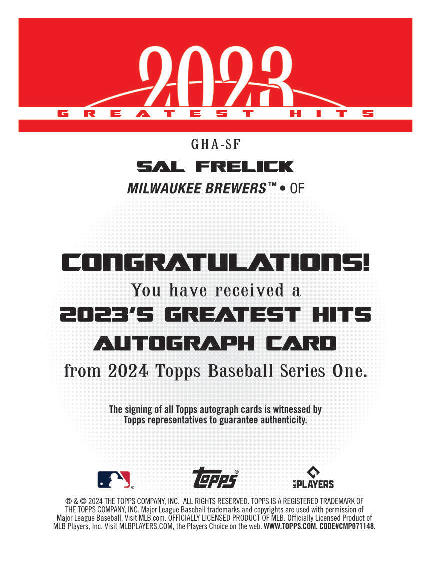 2023
GREATEST HITS
GHA-SF
SAL FRELICK
MILWAUKEE BREWERS™ • OF
CONGRATULATIONS!
You have received a
2023'S GREATEST HITS
AUTOGRAPH CARD
from 2024 Topps Baseball Series One.
The signing of all Topps autograph cards is witnessed by
Topps representatives to guarantee authenticity.
Topps®
PLAYERS
® & © 2024 THE TOPPS COMPANY, INC. ALL RIGHTS RESERVED. TOPPS IS A REGISTERED TRADEMARK OF
THE TOPPS COMPANY, INC. Major League Baseball trademarks and copyrights are used with permission of
Major League Baseball. Visit MLB.com. OFFICIALLY LICENSED PRODUCT OF MLB. Officially Licensed Product of
MLB Players, Inc. Visit MLBPLAYERS.COM, the Players Choice on the web. WWW.TOPPS.COM. CODE#CMP071148.